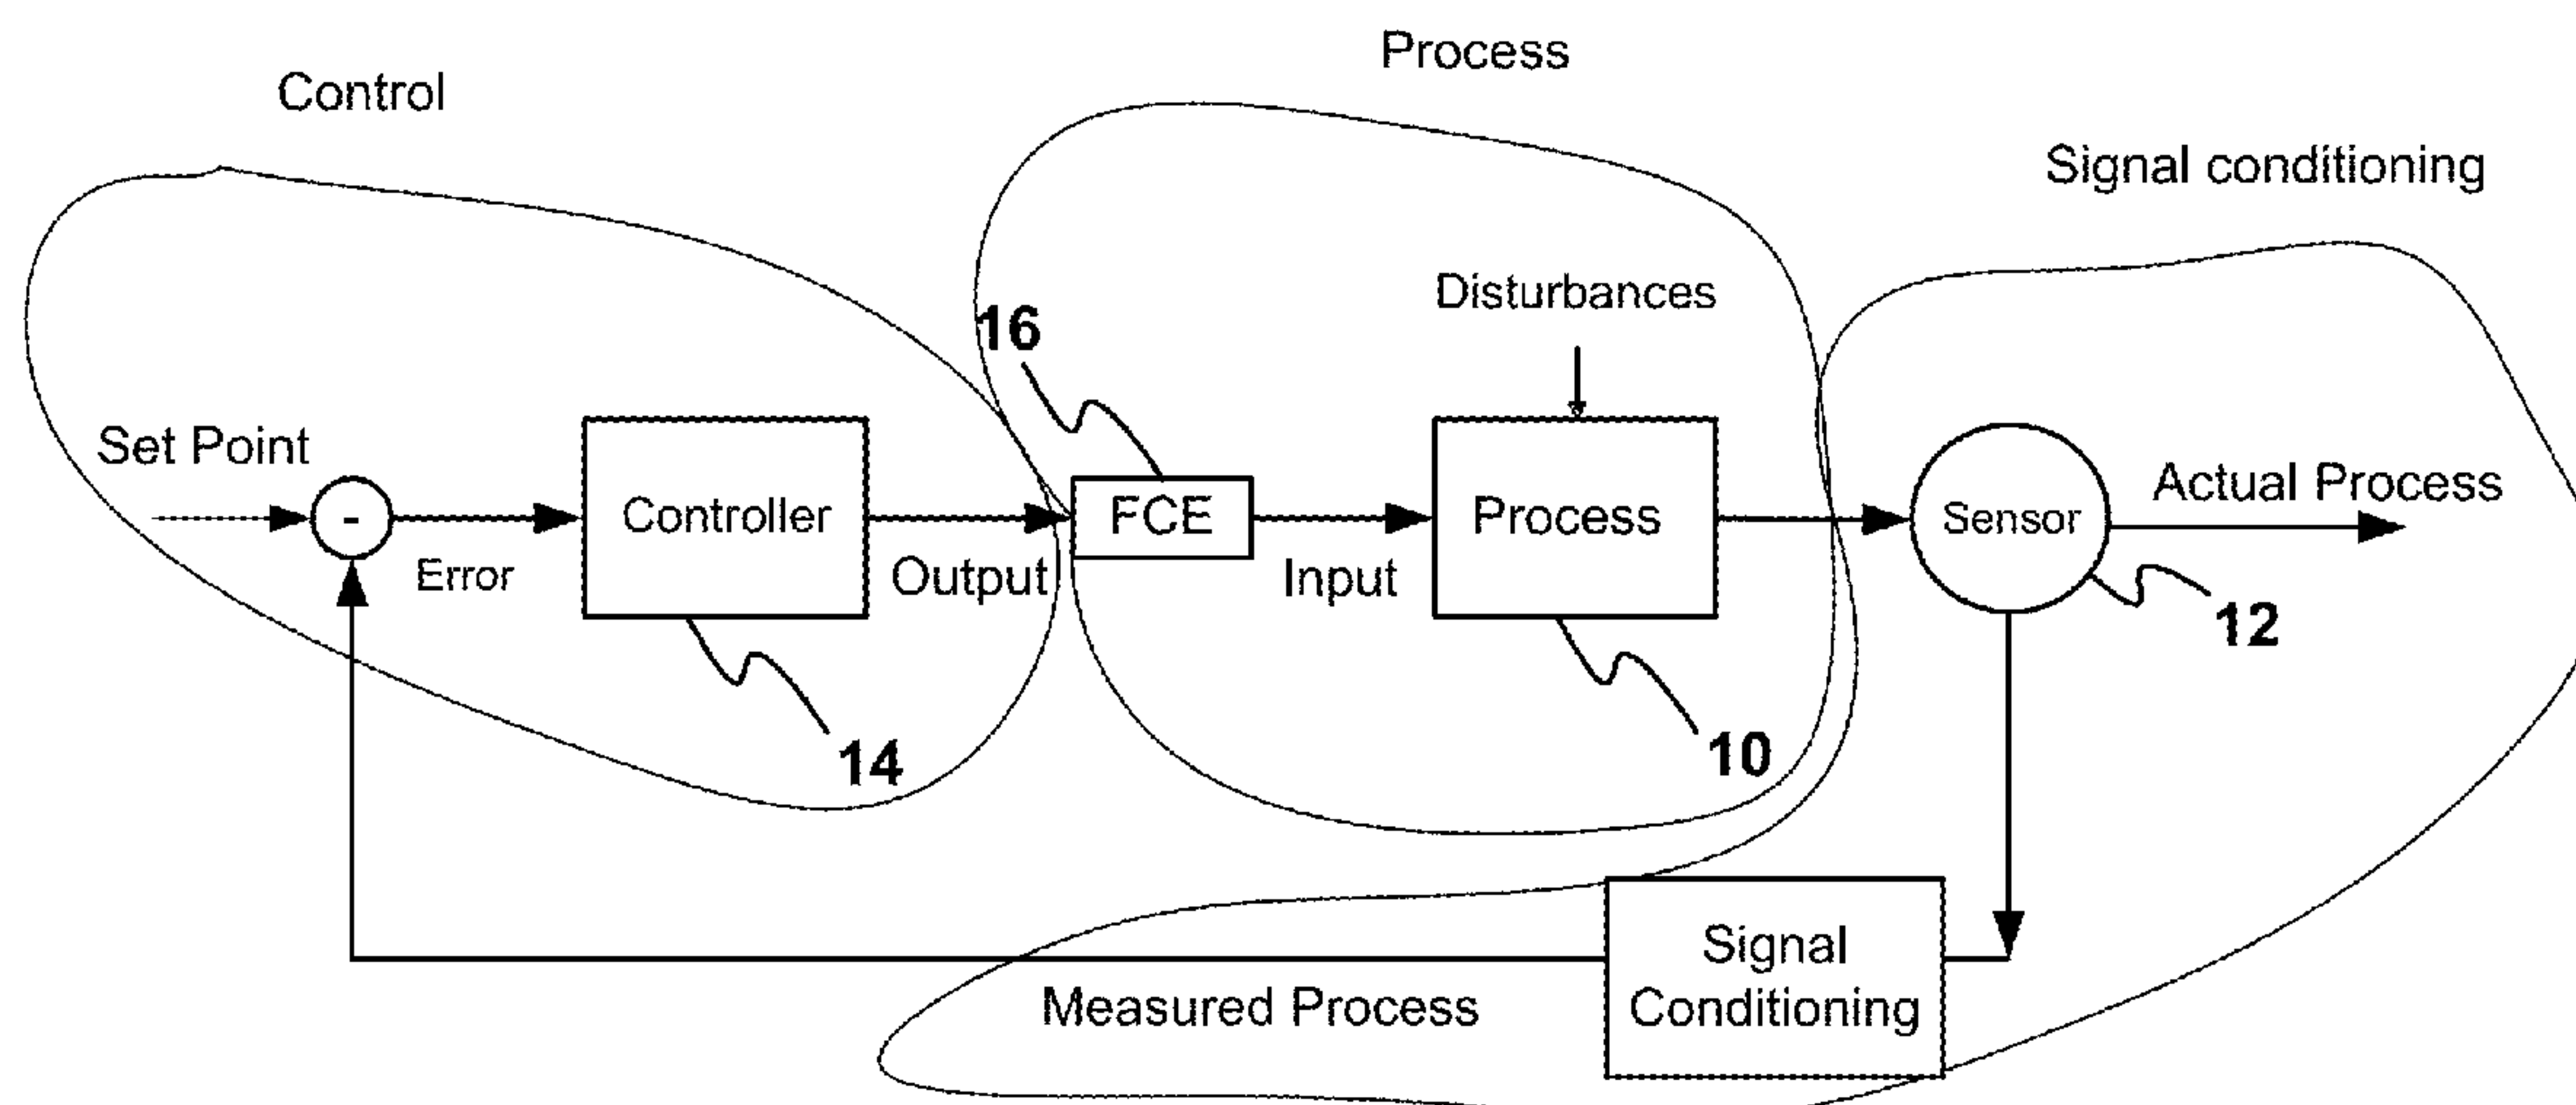 Process
Control
Signal conditioning
Disturbances
16
Set Point
-
Error
Controller
Output
FCE
Input
Process
Sensor
Actual Process
12
14
10
Measured Process
Signal
Conditioning